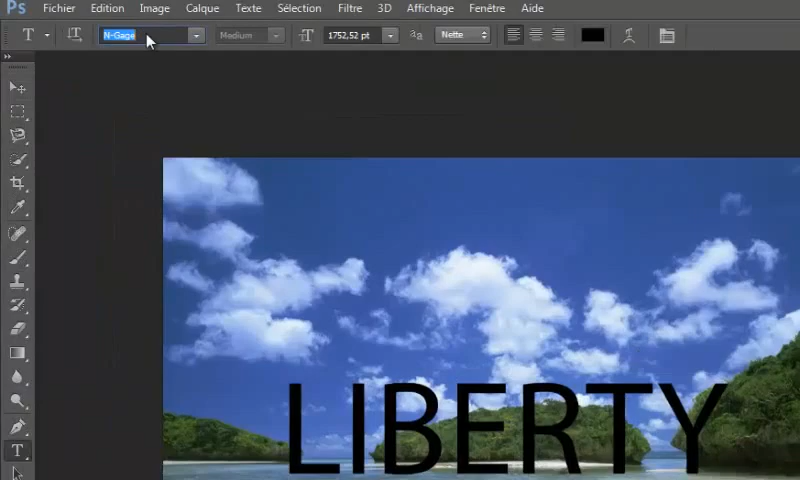 Ps Fichier Edition Image Calque Texte Sélection Filtre 3D Affichage Fenêtre Aide
T T N-Gage Medium T 1752,52 pt aa Nette
T
LIBERTY